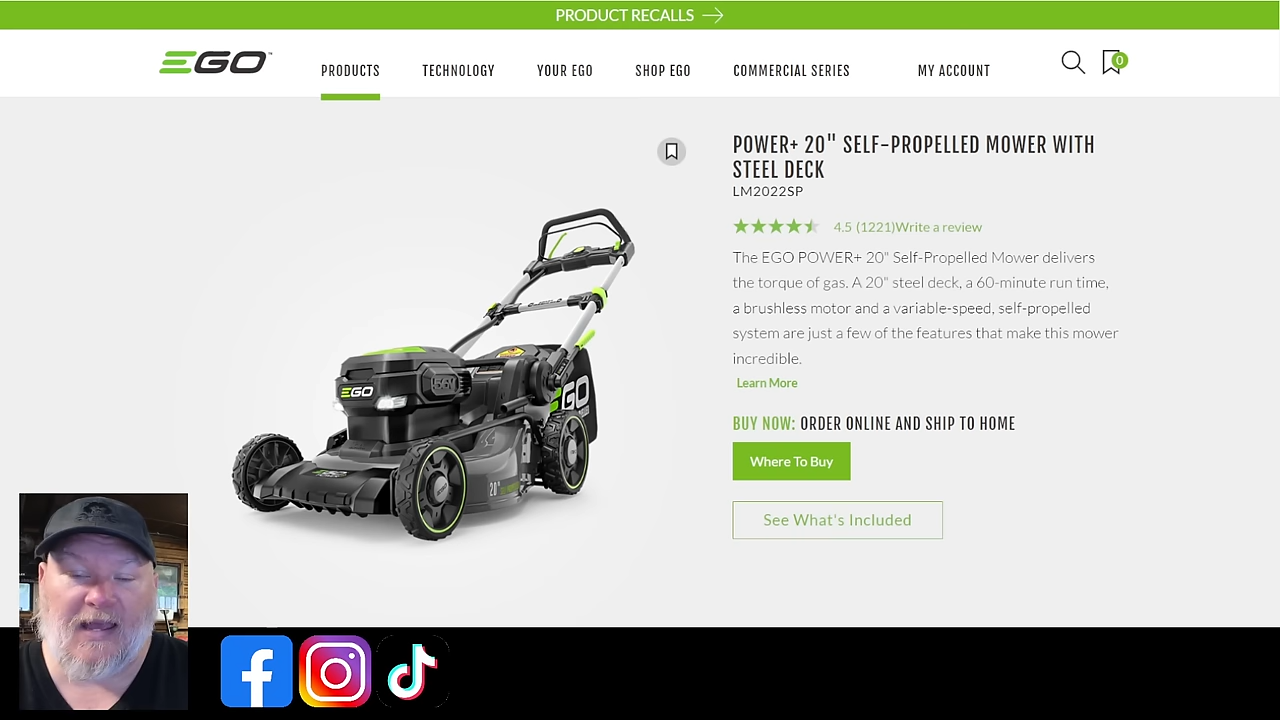 PRODUCT RECALLS
EGO™
PRODUCTS
TECHNOLOGY
YOUR EGO
SHOP EGO
COMMERCIAL SERIES
MY ACCOUNT
0
POWER+ 20" SELF-PROPELLED MOWER WITH
STEEL DECK
LM2022SP
4.5 (1221)Write a review
The EGO POWER+ 20" Self-Propelled Mower delivers
the torque of gas. A 20" steel deck, a 60-minute run time,
a brushless motor and a variable-speed, self-propelled
system are just a few of the features that make this mower
incredible.
Learn More
BUY NOW: ORDER ONLINE AND SHIP TO HOME
Where To Buy
See What's Included
EGO
56V
EGO
20"